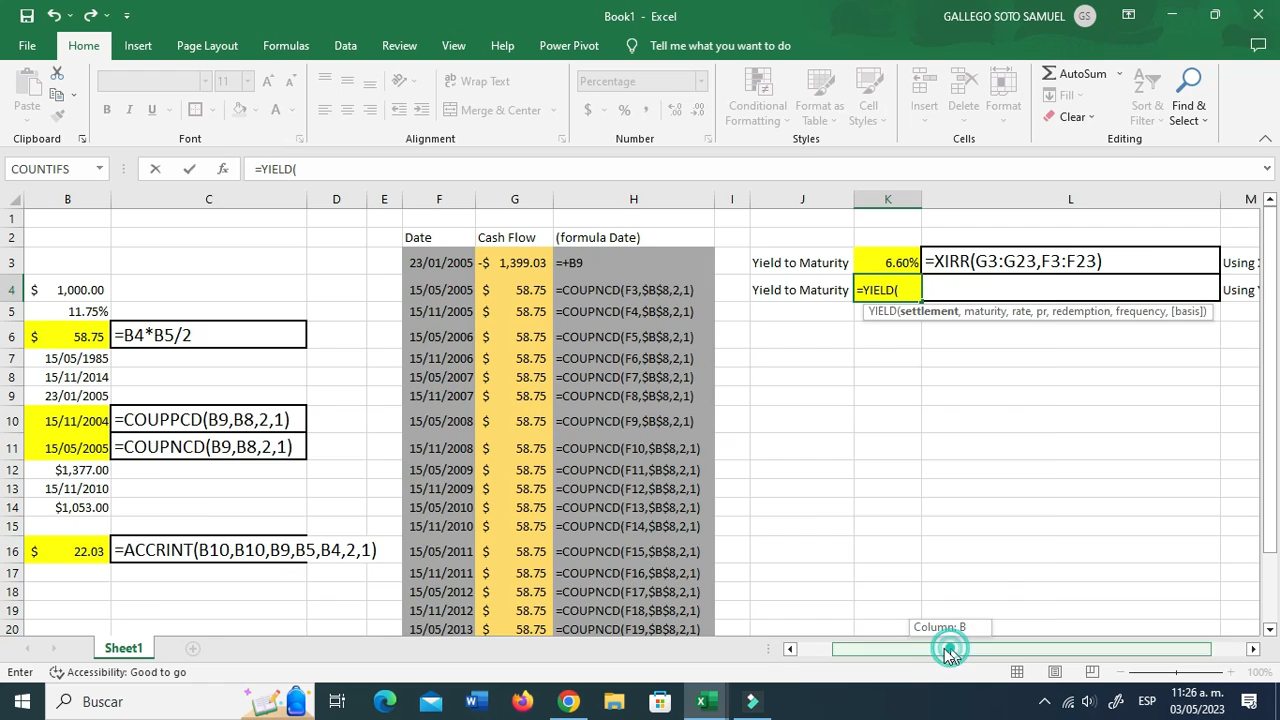 Book1 - Excel
GALLEGO SOTO SAMUEL
GS
File Home Insert Page Layout Formulas Data Review View Help Power Pivot Tell me what you want to do
Paste
Clipboard
11
B I U A
Font
Wrap Text
Merge & Center
Alignment
Percentage
$ %
Number
Conditional Formatting
Format as Table
Cell Styles
Styles
Insert Delete Format
Cells
AutoSum
Fill
Clear
Sort & Filter
Find & Select
Editing
COUNTIFS =YIELD(
B C D E F G H I J K L M
1
2 Date Cash Flow (formula Date)
3 23/01/2005 -$ 1,399.03 =+B9 Yield to Maturity 6.60% =XIRR(G3:G23,F3:F23) Using
4 $ 1,000.00 15/05/2005 $ 58.75 =COUPNCD(F3,$B$8,2,1) Yield to Maturity =YIELD( Using
5 11.75% 15/11/2005 $ 58.75 =COUPNCD(F4,$B$8,2,1) YIELD(settlement, maturity, rate, pr, redemption, frequency, [basis])
6 $ 58.75 =B4*B5/2 15/05/2006 $ 58.75 =COUPNCD(F5,$B$8,2,1)
7 15/05/1985 15/11/2006 $ 58.75 =COUPNCD(F6,$B$8,2,1)
8 15/11/2014 15/05/2007 $ 58.75 =COUPNCD(F7,$B$8,2,1)
9 23/01/2005 15/11/2007 $ 58.75 =COUPNCD(F8,$B$8,2,1)
10 15/11/2004 =COUPPCD(B9,B8,2,1) 15/05/2008 $ 58.75 =COUPNCD(F9,$B$8,2,1)
11 15/05/2005 =COUPNCD(B9,B8,2,1) 15/11/2008 $ 58.75 =COUPNCD(F10,$B$8,2,1)
12 $1,377.00 15/05/2009 $ 58.75 =COUPNCD(F11,$B$8,2,1)
13 15/11/2010 15/11/2009 $ 58.75 =COUPNCD(F12,$B$8,2,1)
14 $1,053.00 15/05/2010 $ 58.75 =COUPNCD(F13,$B$8,2,1)
15 15/11/2010 $ 58.75 =COUPNCD(F14,$B$8,2,1)
16 $ 22.03 =ACCRINT(B10,B10,B9,B5,B4,2,1) 15/05/2011 $ 58.75 =COUPNCD(F15,$B$8,2,1)
17 15/11/2011 $ 58.75 =COUPNCD(F16,$B$8,2,1)
18 15/05/2012 $ 58.75 =COUPNCD(F17,$B$8,2,1)
19 15/11/2012 $ 58.75 =COUPNCD(F18,$B$8,2,1)
20 15/05/2013 $ 58.75 =COUPNCD(F19,$B$8,2,1)
Column: B
Sheet1
Enter Accessibility: Good to go 100%
Buscar
ESP
11:26 a. m.
03/05/2023